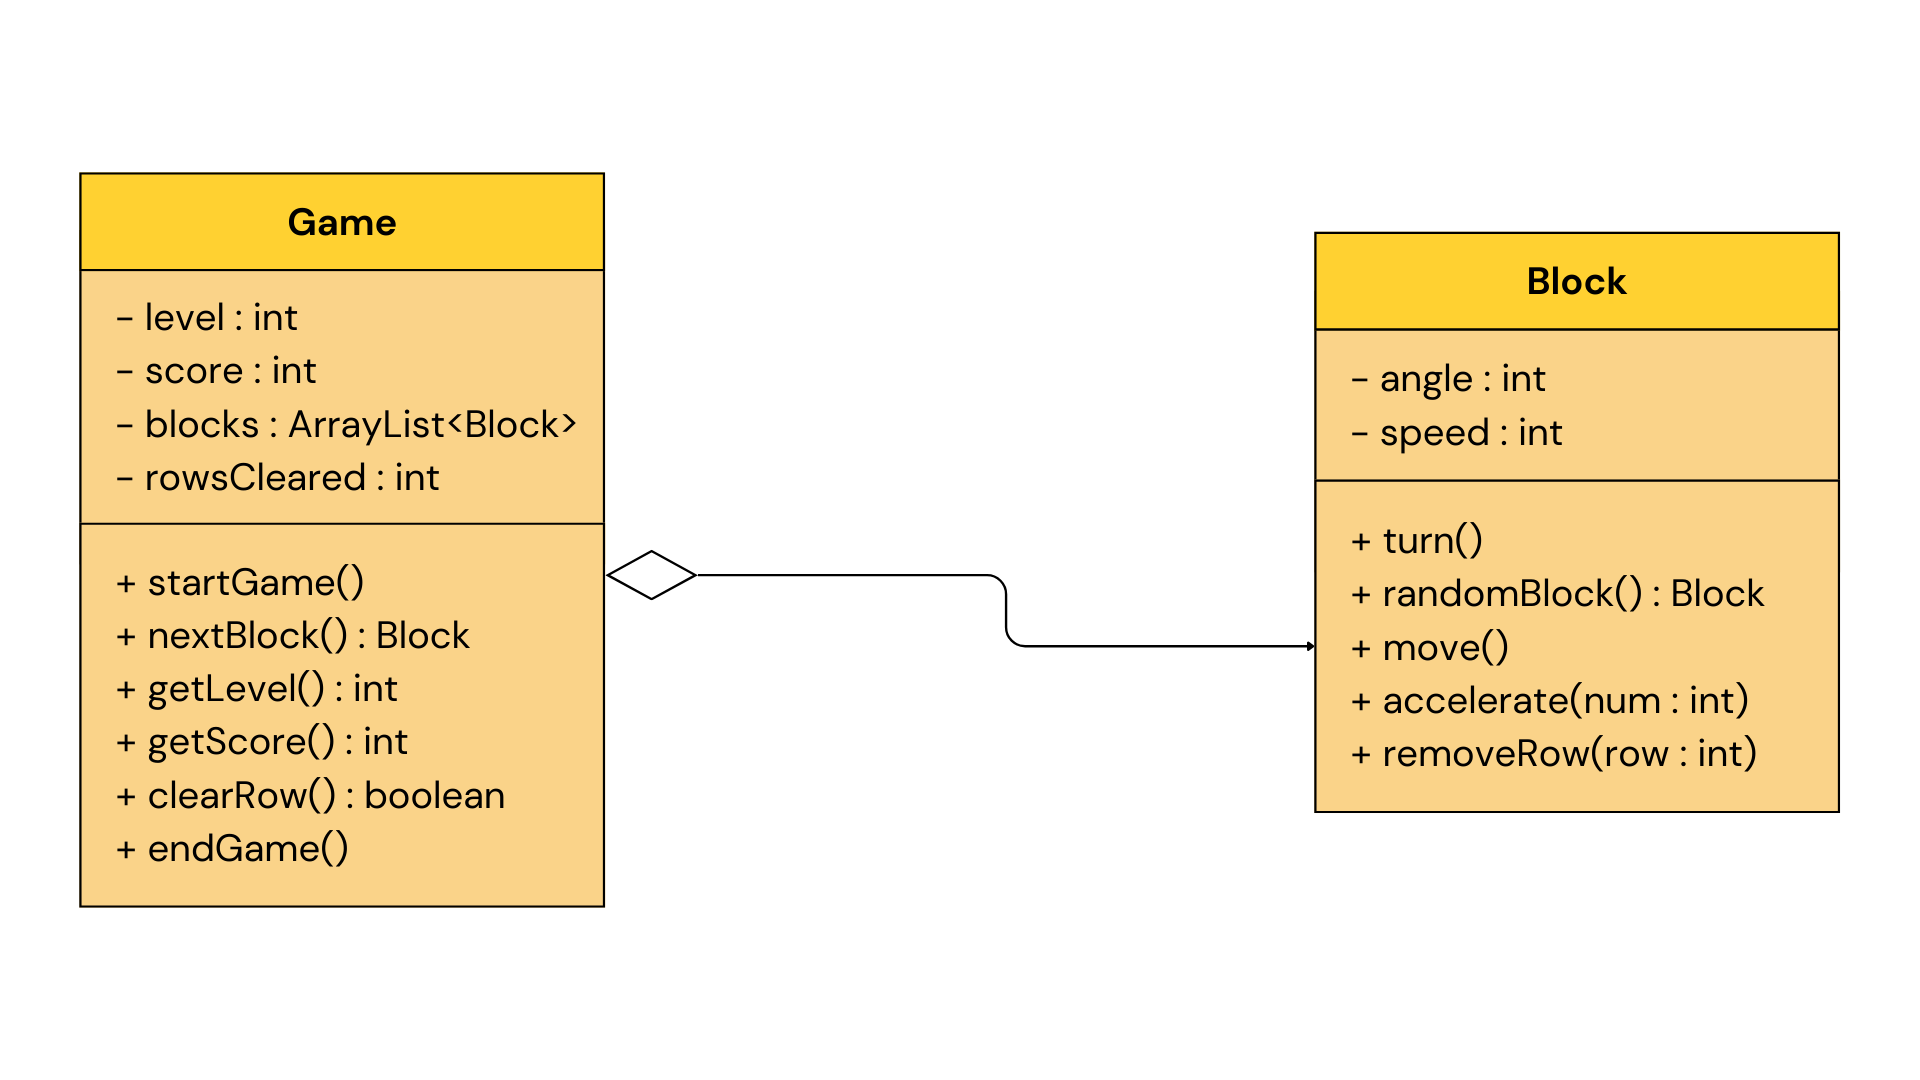 Game
- level : int
- score : int
- blocks : ArrayList<Block>
- rowsCleared : int
+ startGame()
+ nextBlock() : Block
+ getLevel() : int
+ getScore() : int
+ clearRow() : boolean
+ endGame()
Block
- angle : int
- speed : int
+ turn()
+ randomBlock() : Block
+ move()
+ accelerate(num : int)
+ removeRow(row : int)